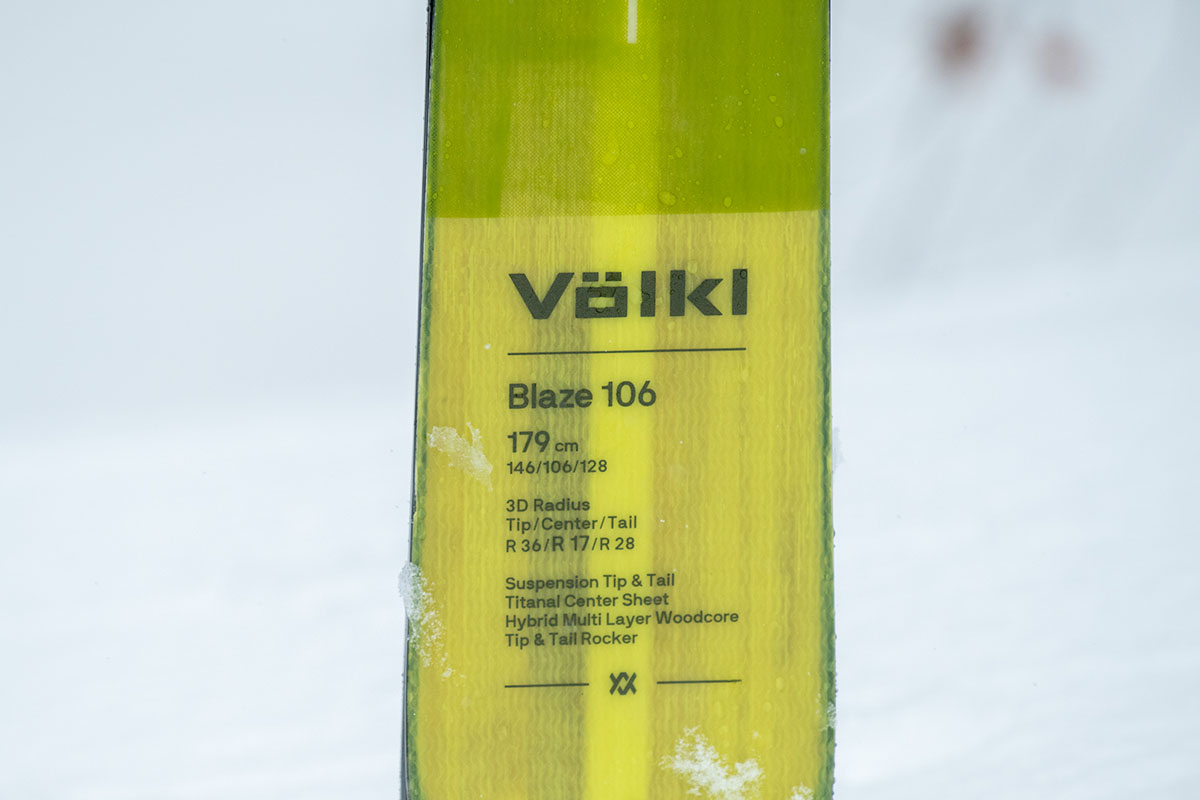 Völkl
Blaze 106
179 cm
146/106/128
3D Radius
Tip/Center/Tail
R 36/R 17/R 28
Suspension Tip & Tail
Titanal Center Sheet
Hybrid Multi Layer Woodcore
Tip & Tail Rocker